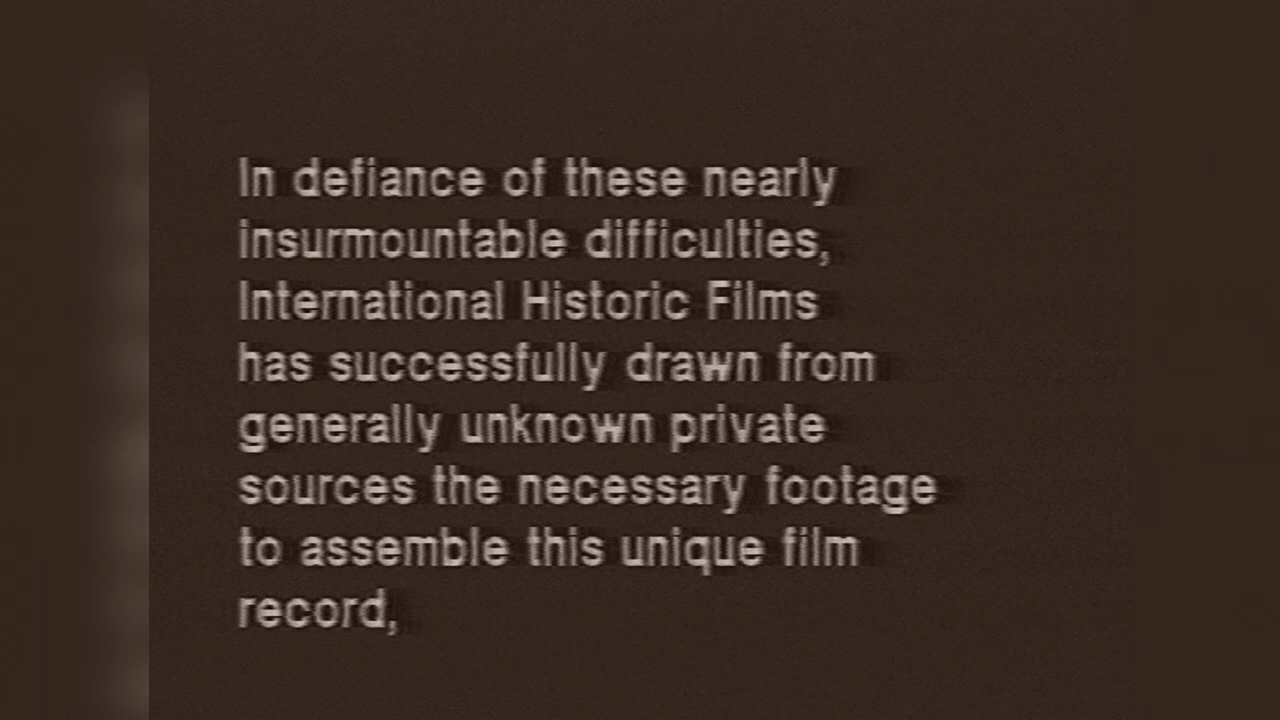 In defiance of these nearly
insurmountable difficulties,
International Historic Films
has successfully drawn from
generally unknown private
sources the necessary footage
to assemble this unique film
record,